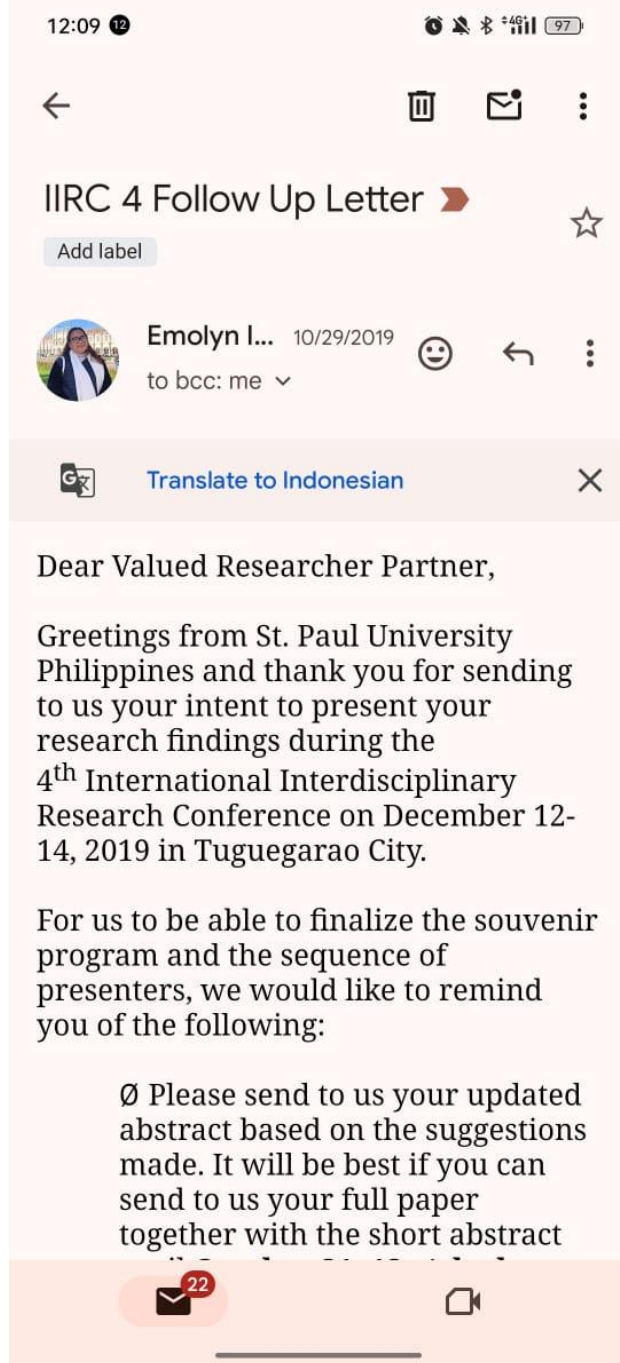 12:09 12
4G 97
IIRC 4 Follow Up Letter
Add label
Emolyn I... 10/29/2019
to bcc: me
Translate to Indonesian
Dear Valued Researcher Partner,
Greetings from St. Paul University
Philippines and thank you for sending
to us your intent to present your
research findings during the
4th International Interdisciplinary
Research Conference on December 12-
14, 2019 in Tuguegarao City.
For us to be able to finalize the souvenir
program and the sequence of
presenters, we would like to remind
you of the following:
Ø Please send to us your updated
abstract based on the suggestions
made. It will be best if you can
send to us your full paper
together with the short abstract
22